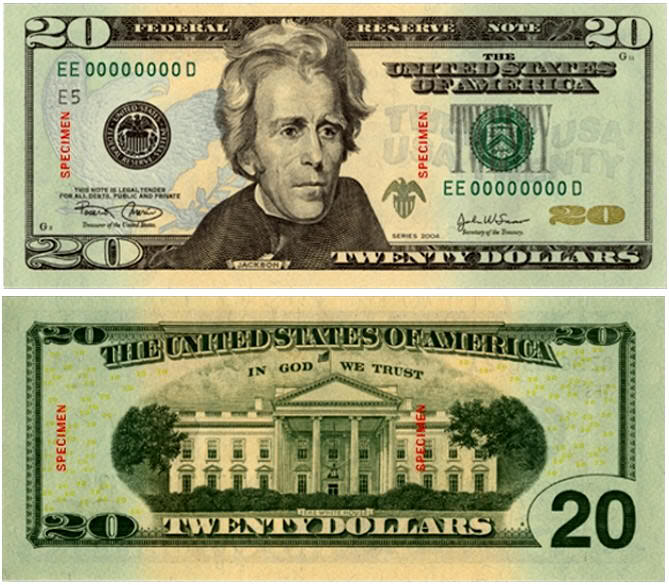 20 FEDERAL RESERVE NOTE 20
THE
UNITED STATES
OF AMERICA
EE 00000000 D
E5
SPECIMEN
SPECIMEN
THIS NOTE IS LEGAL TENDER
FOR ALL DEBTS, PUBLIC AND PRIVATE
Treasurer of the United States.
EE 00000000 D
SERIES 2004
Secretary of the Treasury.
20
20
JACKSON
TWENTY DOLLARS
20 20
THE UNITED STATES OF AMERICA
IN GOD WE TRUST
SPECIMEN
SPECIMEN
THE WHITE HOUSE
20 TWENTY DOLLARS 20